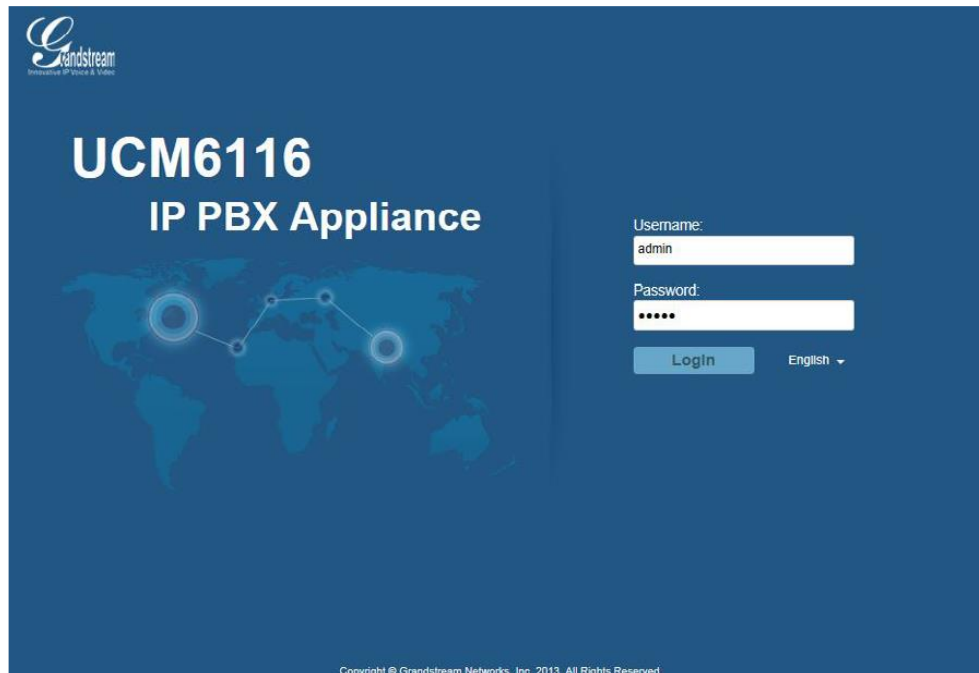 Grandstream
Innovative IP Voice & Video
UCM6116
IP PBX Appliance
Username:
admin
Password:
•••••
Login
English
Copyright © Grandstream Networks, Inc. 2013. All Rights Reserved.